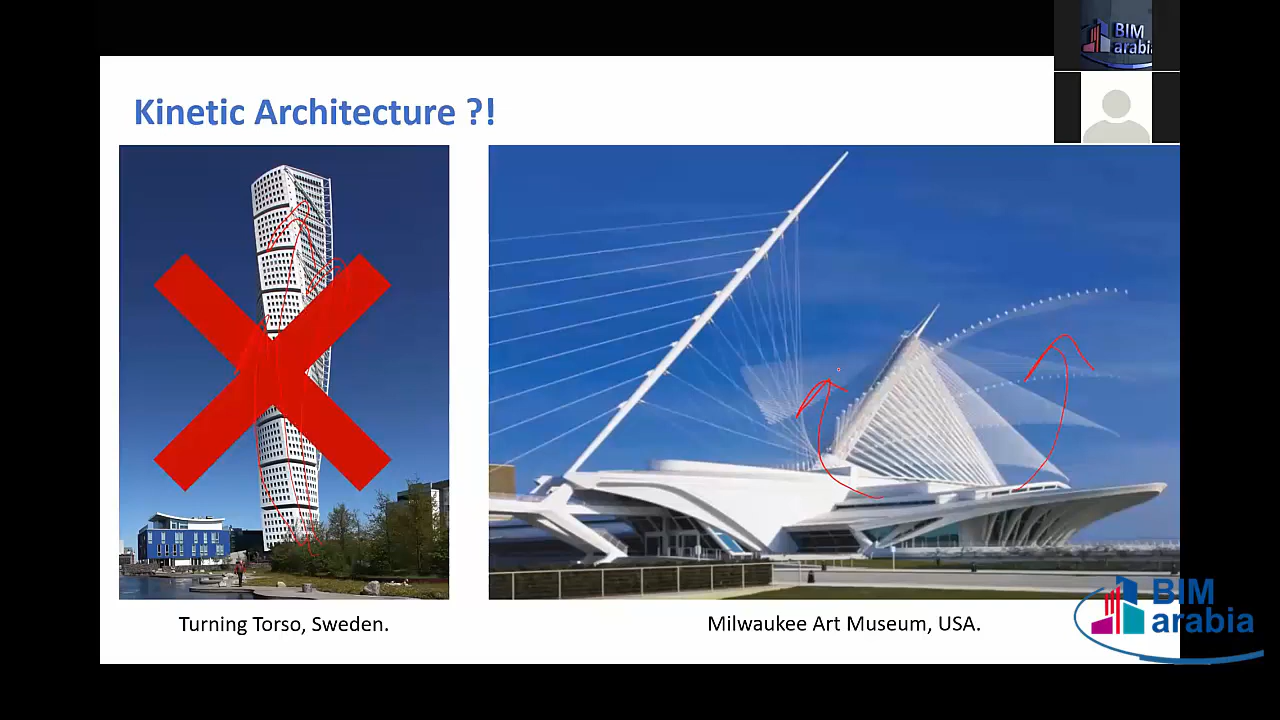 BIM
arabia
Kinetic Architecture ?!
Turning Torso, Sweden.
Milwaukee Art Museum, USA.
BIM
arabia